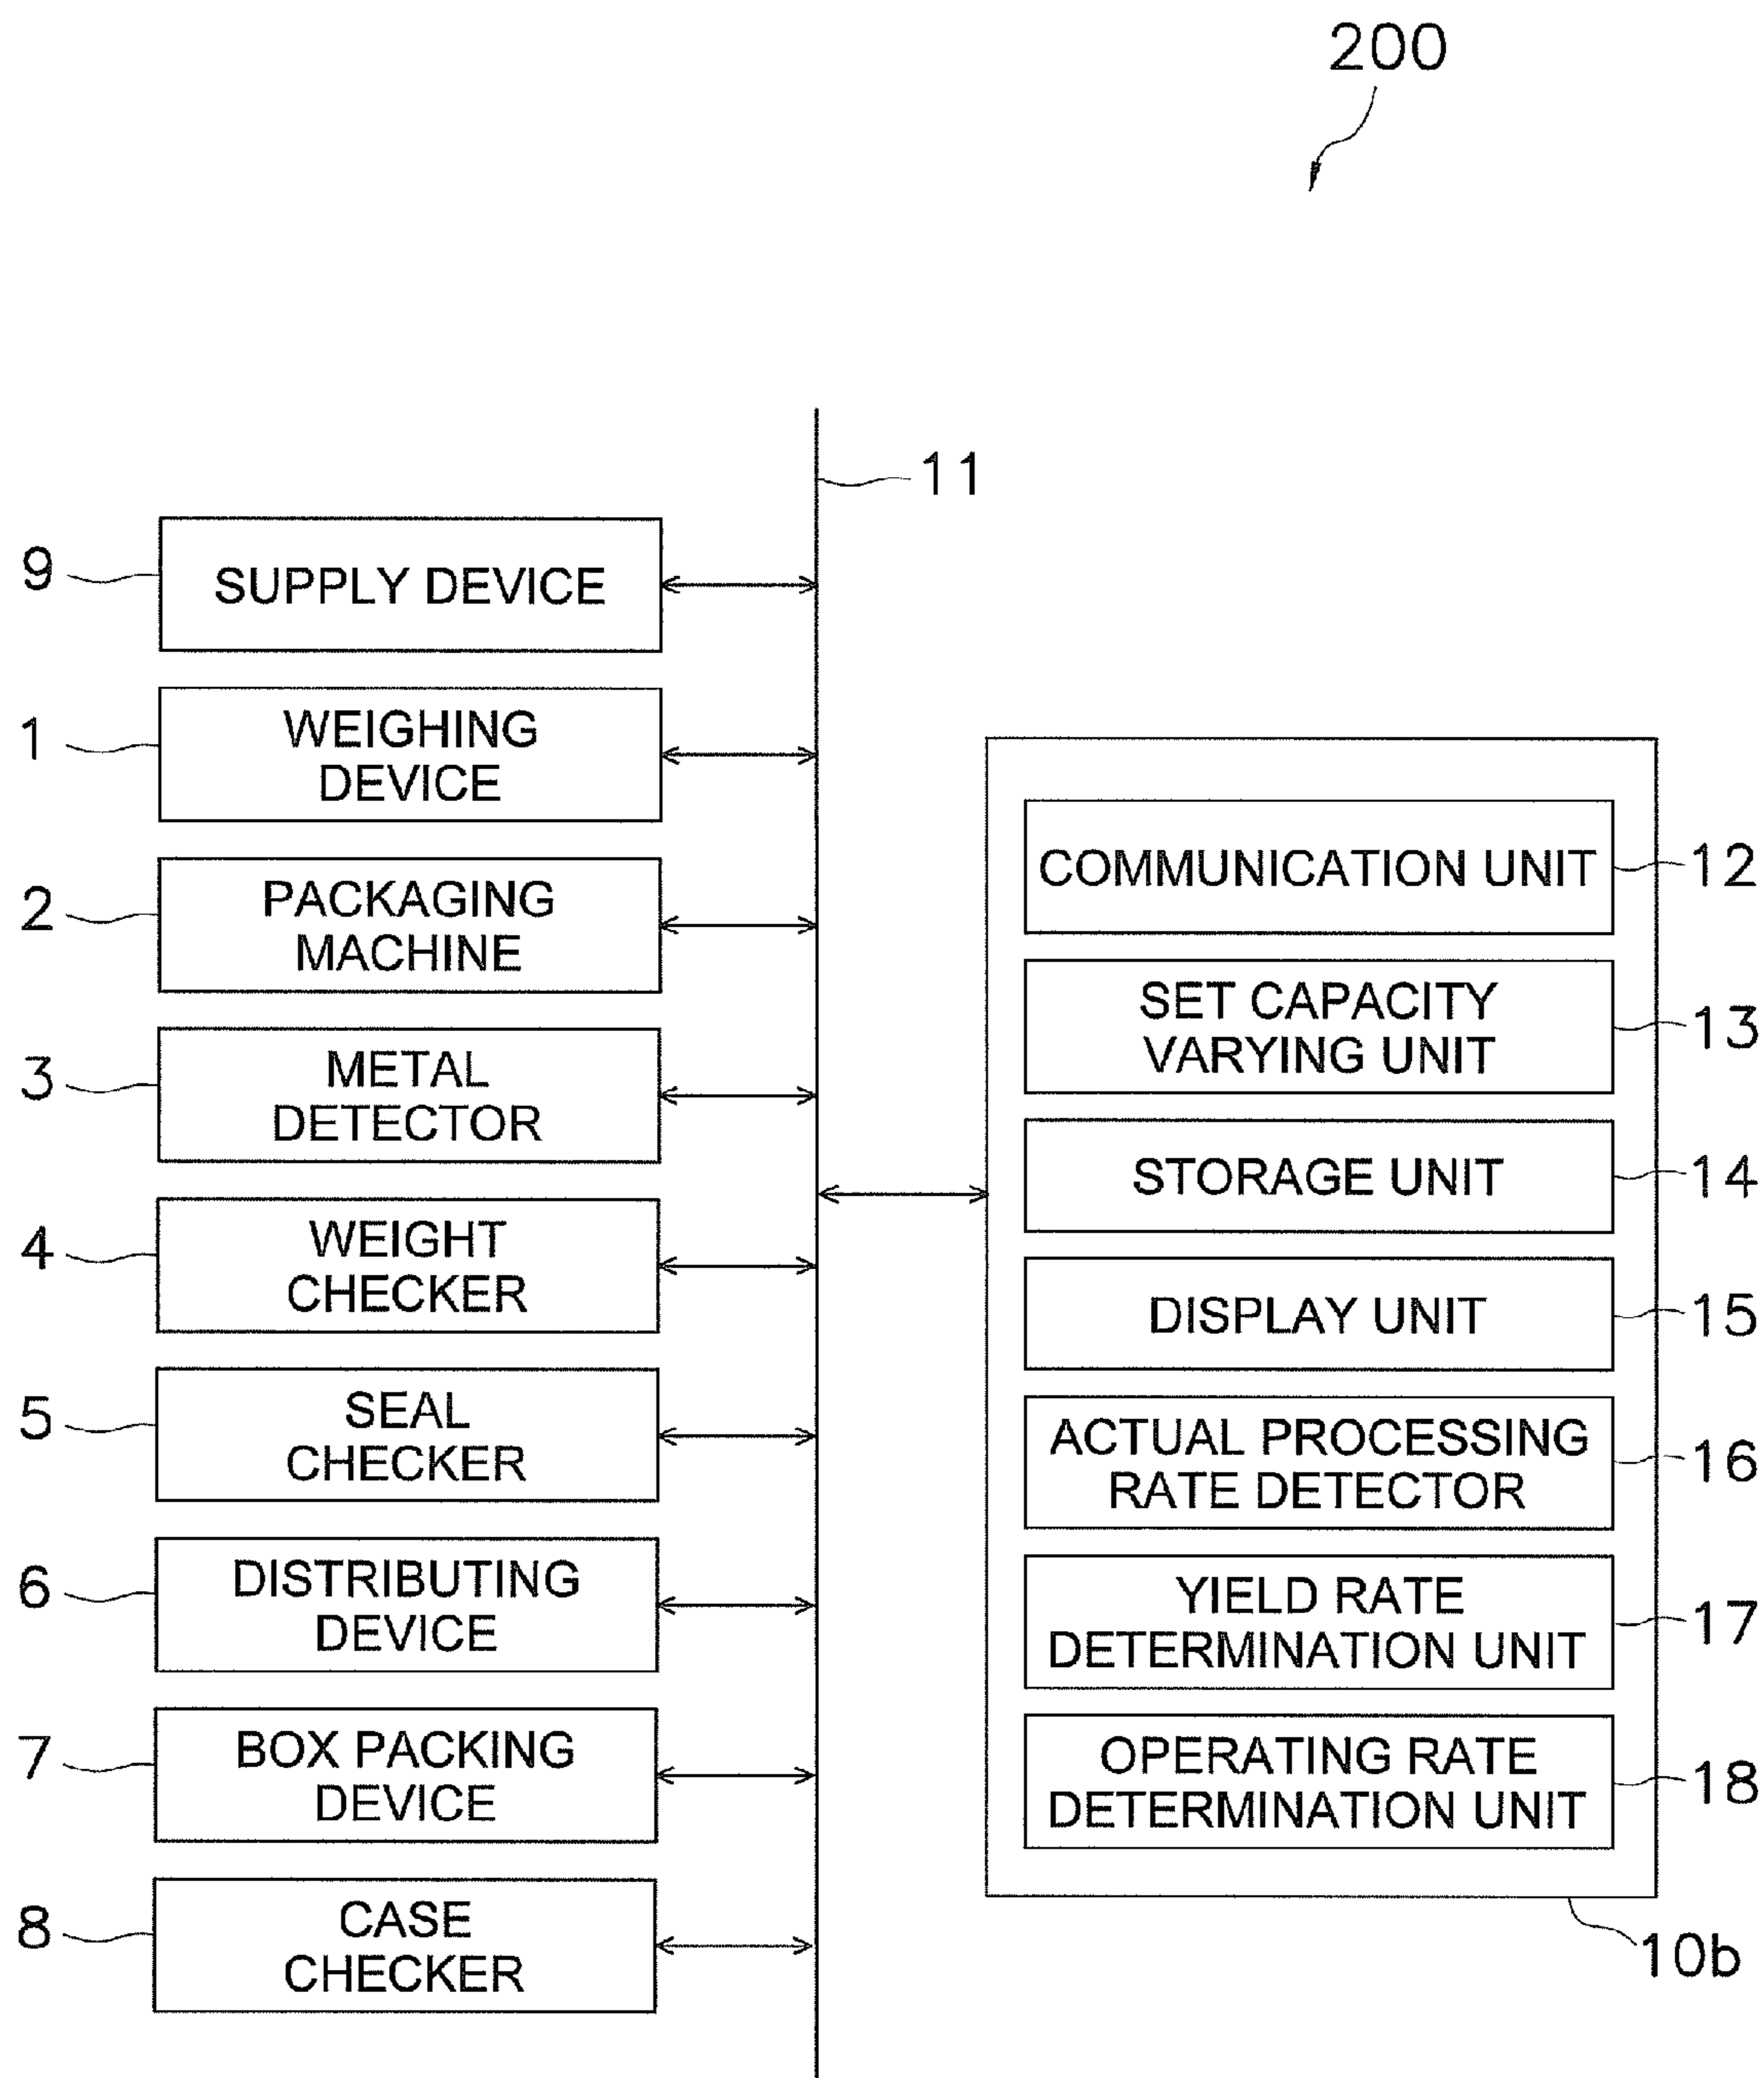 200
11
9
SUPPLY DEVICE
1
WEIGHING
DEVICE
2
PACKAGING
MACHINE
3
METAL
DETECTOR
4
WEIGHT
CHECKER
5
SEAL
CHECKER
6
DISTRIBUTING
DEVICE
7
BOX PACKING
DEVICE
8
CASE
CHECKER
COMMUNICATION UNIT
12
SET CAPACITY
VARYING UNIT
13
STORAGE UNIT
14
DISPLAY UNIT
15
ACTUAL PROCESSING
RATE DETECTOR
16
YIELD RATE
DETERMINATION UNIT
17
OPERATING RATE
DETERMINATION UNIT
18
10b